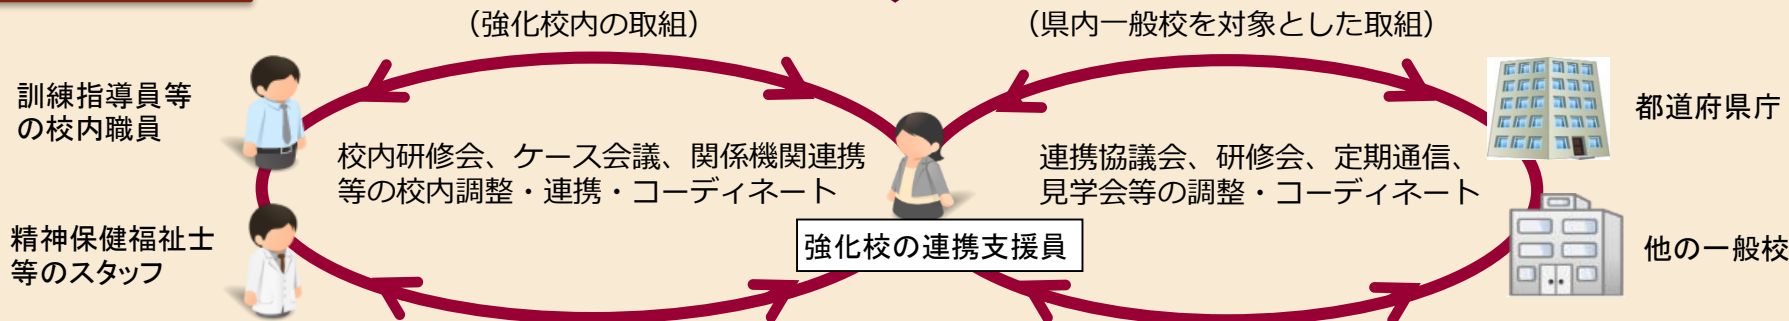 （強化校内の取組）
（県内一般校を対象とした取組）
訓練指導員等
の校内職員
校内研修会、ケース会議、関係機関連携
等の校内調整・連携・コーディネート
連携協議会、研修会、定期通信、
見学会等の調整・コーディネート
都道府県庁
精神保健福祉士
等のスタッフ
強化校の連携支援員
他の一般校